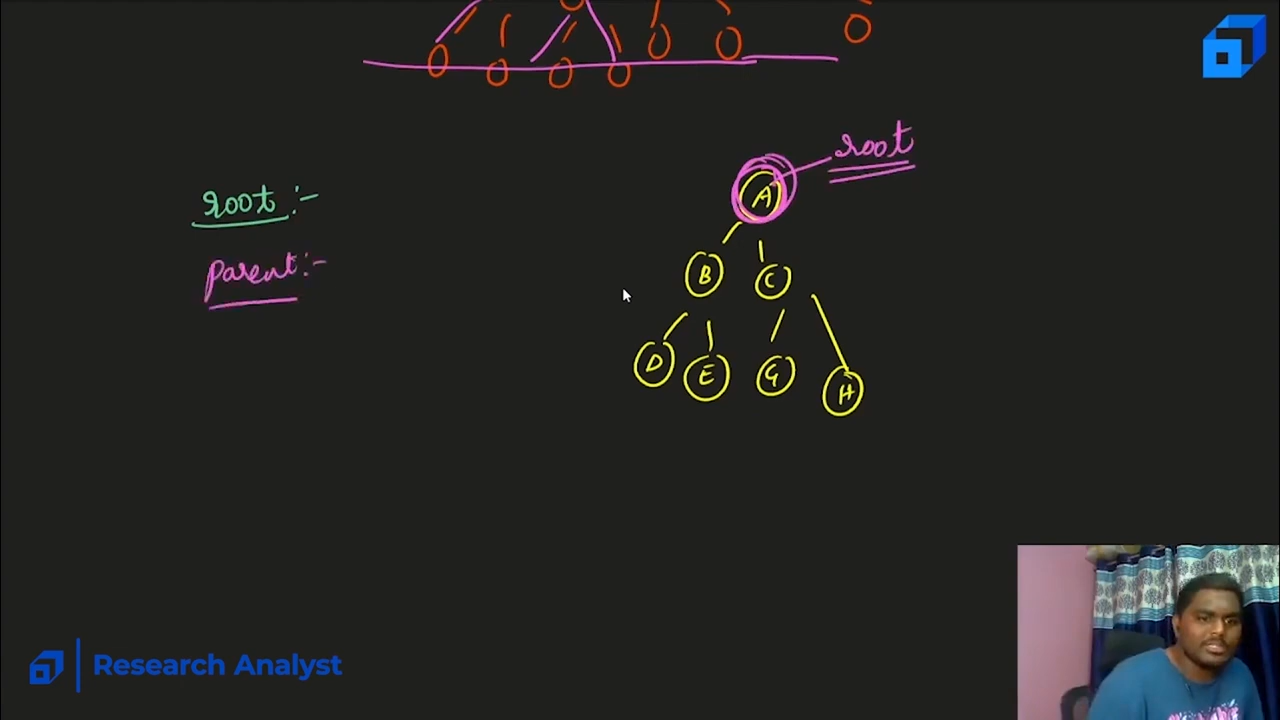 root
root :-
A
parent :-
B
C
D
E
G
H
Research Analyst